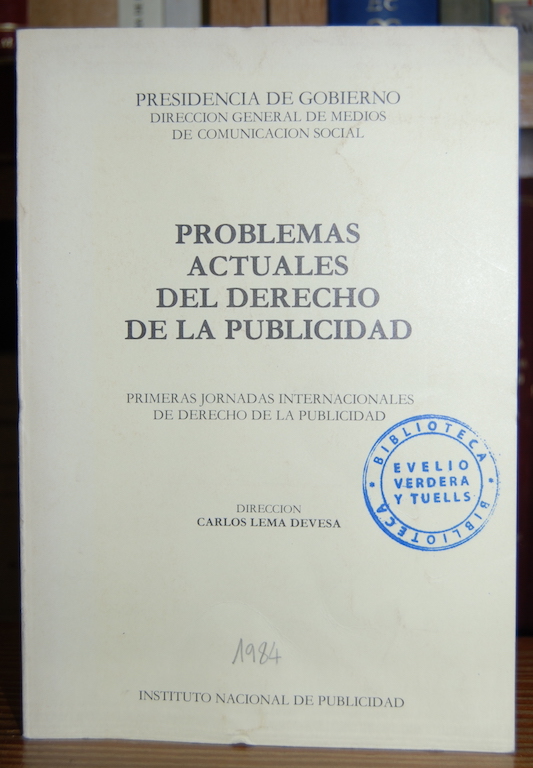 PRESIDENCIA DE GOBIERNO
DIRECCION GENERAL DE MEDIOS
DE COMUNICACION SOCIAL
PROBLEMAS
ACTUALES
DEL DERECHO
DE LA PUBLICIDAD
PRIMERAS JORNADAS INTERNACIONALES
DE DERECHO DE LA PUBLICIDAD
BIBLIOTECA
EVELIO
VERDERA
Y TUELLS
BIBLIOTECA
DIRECCION
CARLOS LEMA DEVESA
1984
INSTITUTO NACIONAL DE PUBLICIDAD